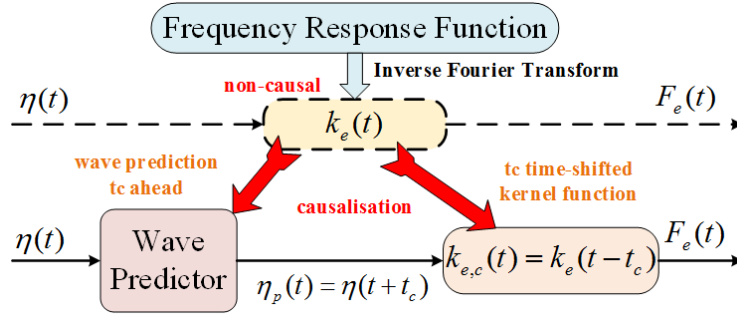 Frequency Response Function
Inverse Fourier Transform
non-causal
η(t)
k_e(t)
F_e(t)
wave prediction
tc ahead
tc time-shifted
kernel function
causalisation
η(t)
Wave
Predictor
η_p(t) = η(t + t_c)
k_{e,c}(t) = k_e(t − t_c)
F_e(t)